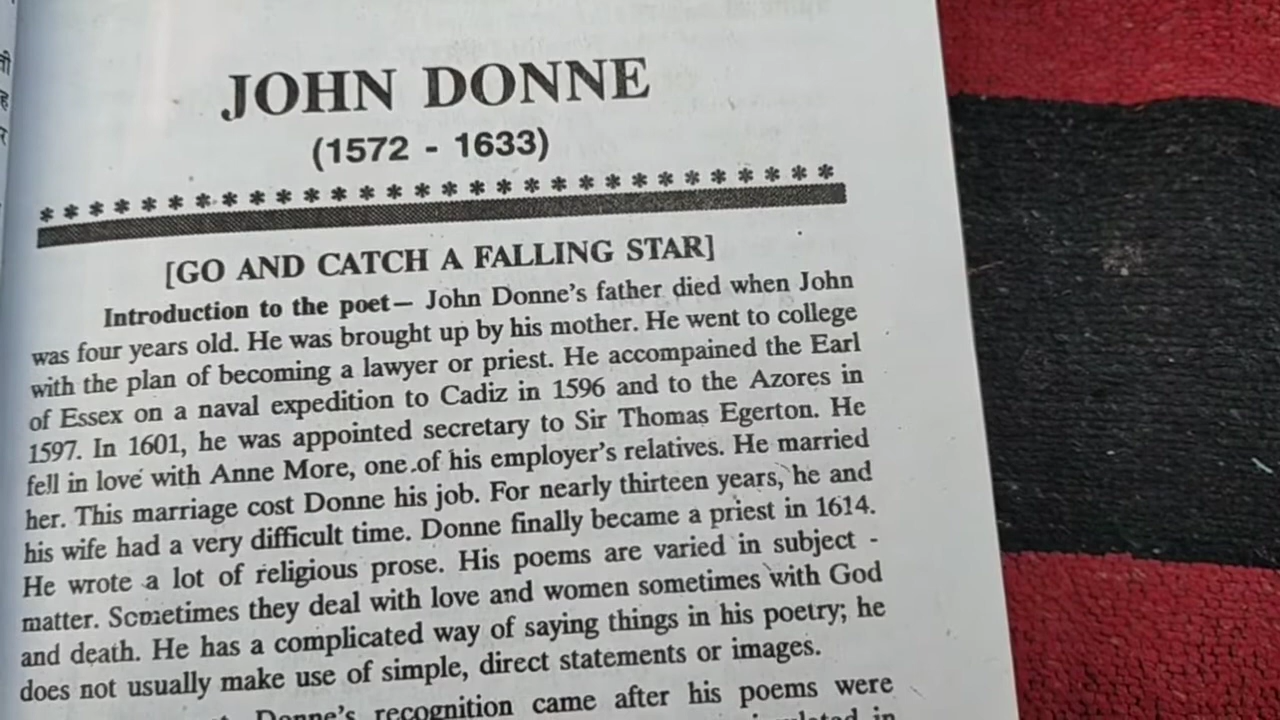 JOHN DONNE
(1572 - 1633)
******************************
[GO AND CATCH A FALLING STAR]
Introduction to the poet— John Donne's father died when John
was four years old. He was brought up by his mother. He went to college
with the plan of becoming a lawyer or priest. He accompained the Earl
of Essex on a naval expedition to Cadiz in 1596 and to the Azores in
1597. In 1601, he was appointed secretary to Sir Thomas Egerton. He
fell in love with Anne More, one of his employer's relatives. He married
her. This marriage cost Donne his job. For nearly thirteen years, he and
his wife had a very difficult time. Donne finally became a priest in 1614.
He wrote a lot of religious prose. His poems are varied in subject -
matter. Sometimes they deal with love and women sometimes with God
and death. He has a complicated way of saying things in his poetry; he
does not usually make use of simple, direct statements or images.
Donne's recognition came after his poems were
in